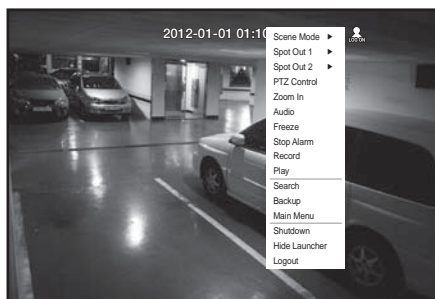 2012-01-01 01:10
LOG ON
Scene Mode ►
Spot Out 1 ►
Spot Out 2 ►
PTZ Control
Zoom In
Audio
Freeze
Stop Alarm
Record
Play
Search
Backup
Main Menu
Shutdown
Hide Launcher
Logout